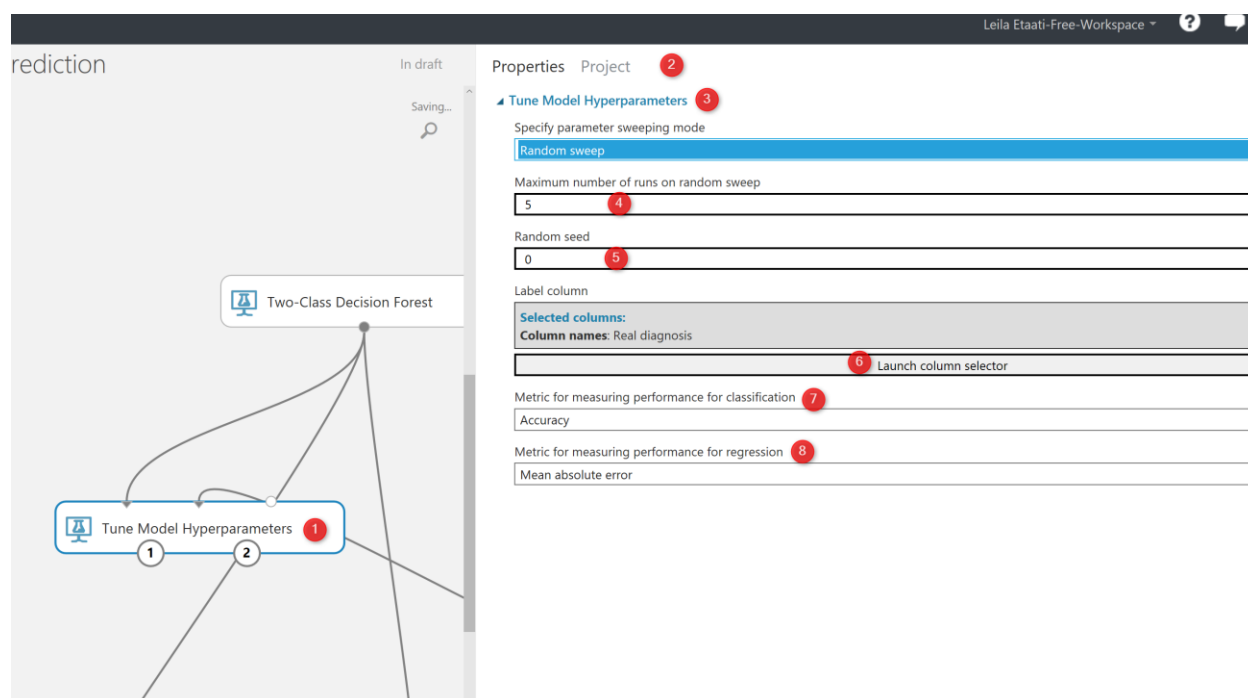 Leila Etaati-Free-Workspace
?
rediction
In draft
Saving...
Properties Project 2
Tune Model Hyperparameters 3
Specify parameter sweeping mode
Random sweep
Maximum number of runs on random sweep
5 4
Random seed
0 5
Label column
Selected columns:
Column names: Real diagnosis
6 Launch column selector
Metric for measuring performance for classification 7
Accuracy
Metric for measuring performance for regression 8
Mean absolute error
Two-Class Decision Forest
Tune Model Hyperparameters 1
1 2